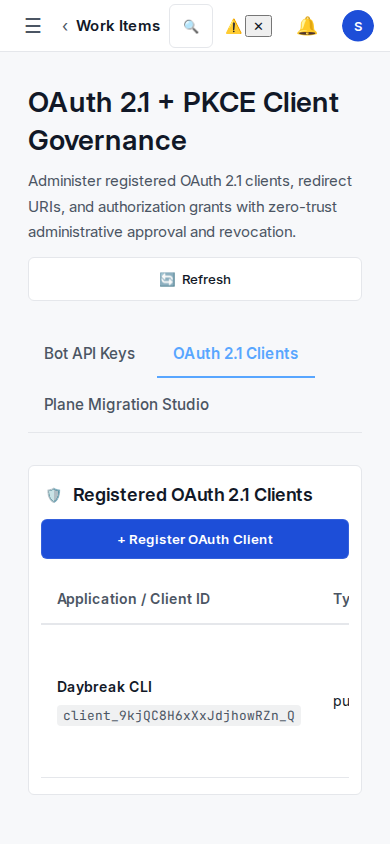 ☰ ‹ Work Items 🔍 ⚠️ ✕ 🔔 S
OAuth 2.1 + PKCE Client
Governance
Administer registered OAuth 2.1 clients, redirect
URIs, and authorization grants with zero-trust
administrative approval and revocation.
🔄 Refresh
Bot API Keys OAuth 2.1 Clients
Plane Migration Studio
🛡️ Registered OAuth 2.1 Clients
+ Register OAuth Client
Application / Client ID Ty
Daybreak CLI
client_9kjQC8H6xXxJdjhowRZn_Q pu